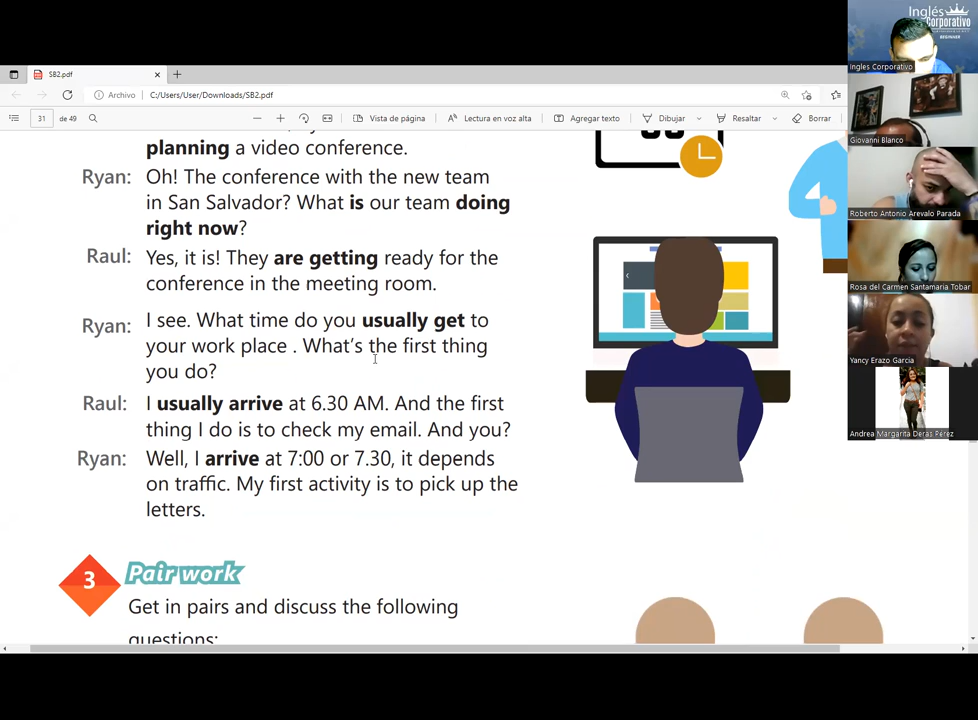 Inglés
Corporativo
BEGINNER
Ingles Corporativo
SB2.pdf
Archivo
C:/Users/User/Downloads/SB2.pdf
31
de 49
Vista de página
Lectura en voz alta
Agregar texto
Dibujar
Resaltar
Borrar
Giovanni Blanco
Roberto Antonio Arevalo Parada
Rosa del Carmen Santamaria Tobar
Yancy Erazo Garcia
Andrea Margarita Deras Pérez
planning a video conference.
Ryan: Oh! The conference with the new team
in San Salvador? What is our team doing
right now?
Raul: Yes, it is! They are getting ready for the
conference in the meeting room.
Ryan: I see. What time do you usually get to
your work place . What's the first thing
you do?
Raul: I usually arrive at 6.30 AM. And the first
thing I do is to check my email. And you?
Ryan: Well, I arrive at 7:00 or 7.30, it depends
on traffic. My first activity is to pick up the
letters.
3 Pair work
Get in pairs and discuss the following
questions: